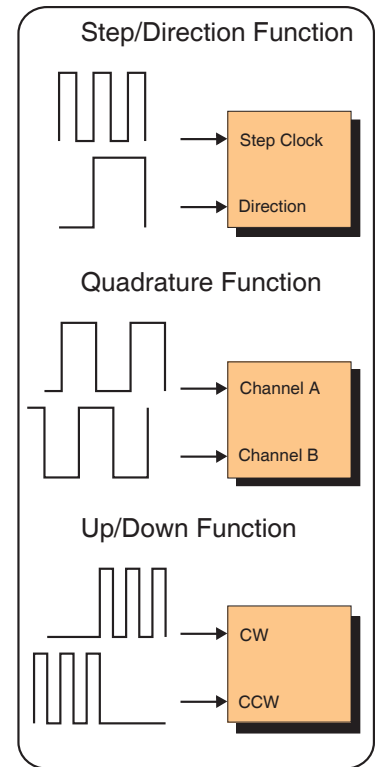 Step/Direction Function
Step Clock
Direction
Quadrature Function
Channel A
Channel B
Up/Down Function
CW
CCW